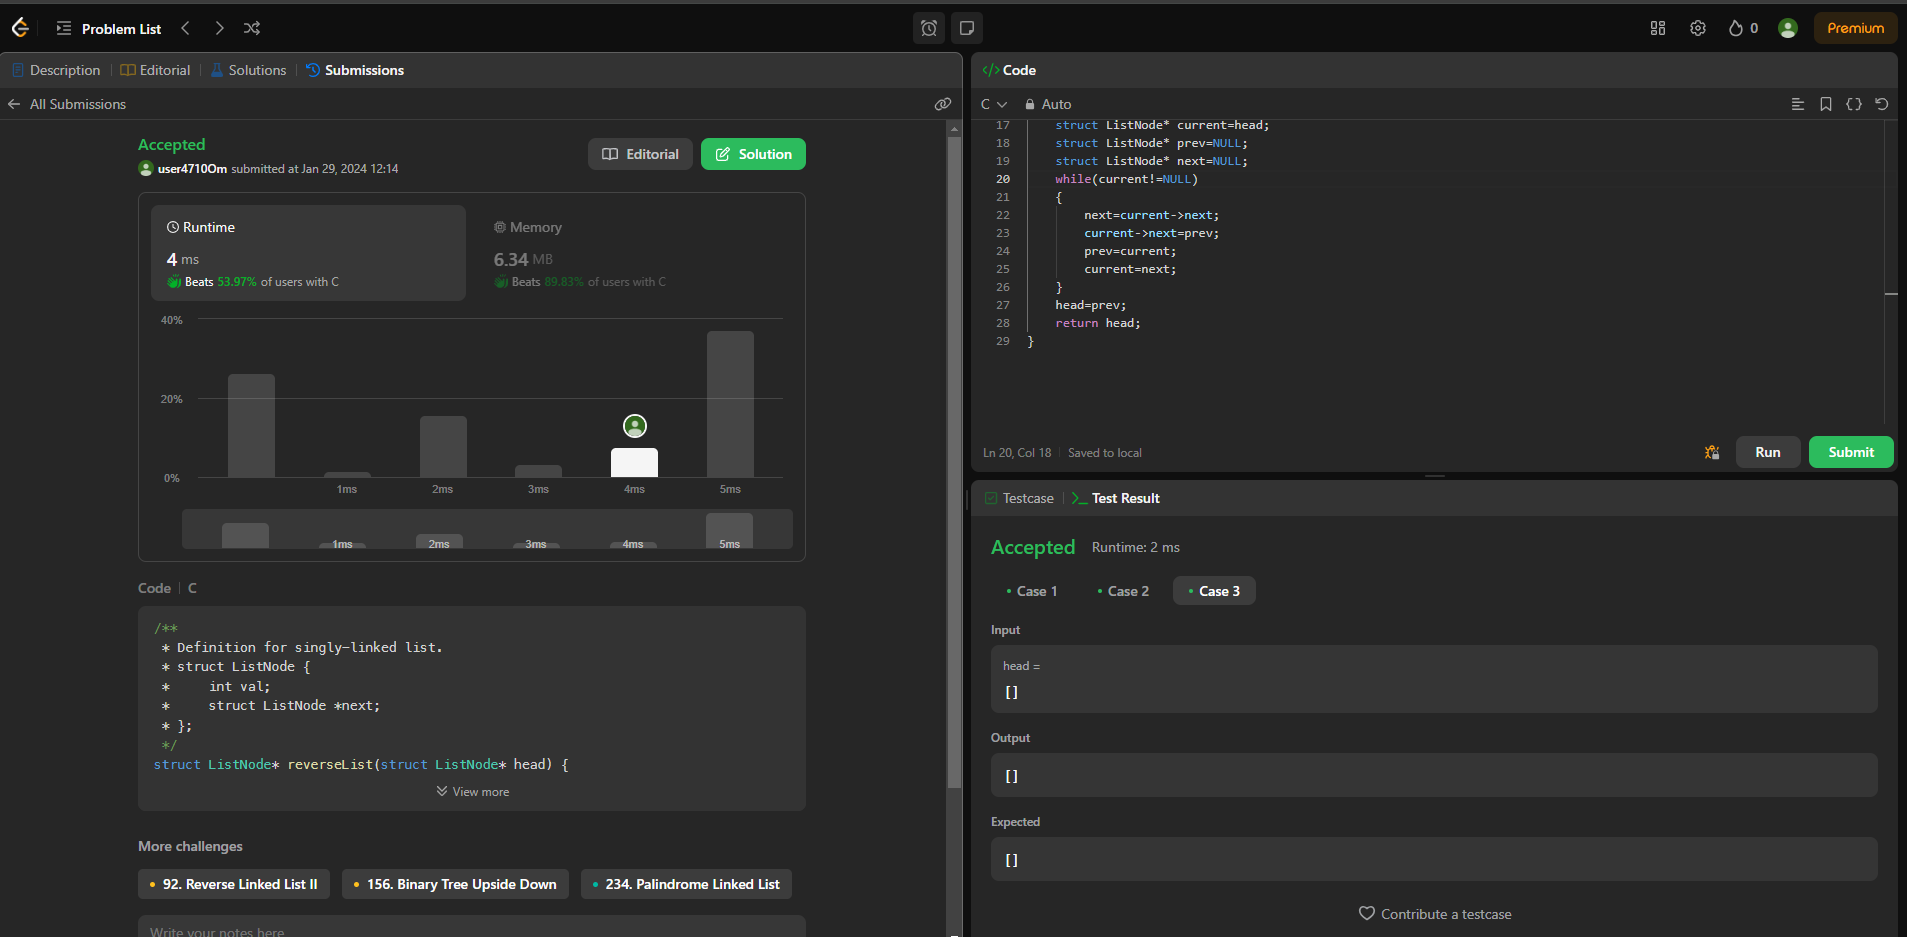 Problem List
0
Premium
Description
Editorial
Solutions
Submissions
All Submissions
Accepted
user4710Om submitted at Jan 29, 2024 12:14
Editorial
Solution
Runtime
4 ms
Beats 53.97% of users with C
Memory
6.34 MB
Beats 89.83% of users with C
40%
20%
0%
1ms
2ms
3ms
4ms
5ms
1ms
2ms
3ms
4ms
5ms
Code
C
/**
* Definition for singly-linked list.
* struct ListNode {
*     int val;
*     struct ListNode *next;
* };
*/
struct ListNode* reverseList(struct ListNode* head) {
View more
More challenges
92. Reverse Linked List II
156. Binary Tree Upside Down
234. Palindrome Linked List
Write your notes here
</> Code
C
Auto
17 struct ListNode* current=head;
18 struct ListNode* prev=NULL;
19 struct ListNode* next=NULL;
20 while(current!=NULL)
21 {
22 next=current->next;
23 current->next=prev;
24 prev=current;
25 current=next;
26 }
27 head=prev;
28 return head;
29 }
Ln 20, Col 18
Saved to local
Run
Submit
Testcase
>_ Test Result
Accepted
Runtime: 2 ms
Case 1
Case 2
Case 3
Input
head =
[]
Output
[]
Expected
[]
Contribute a testcase